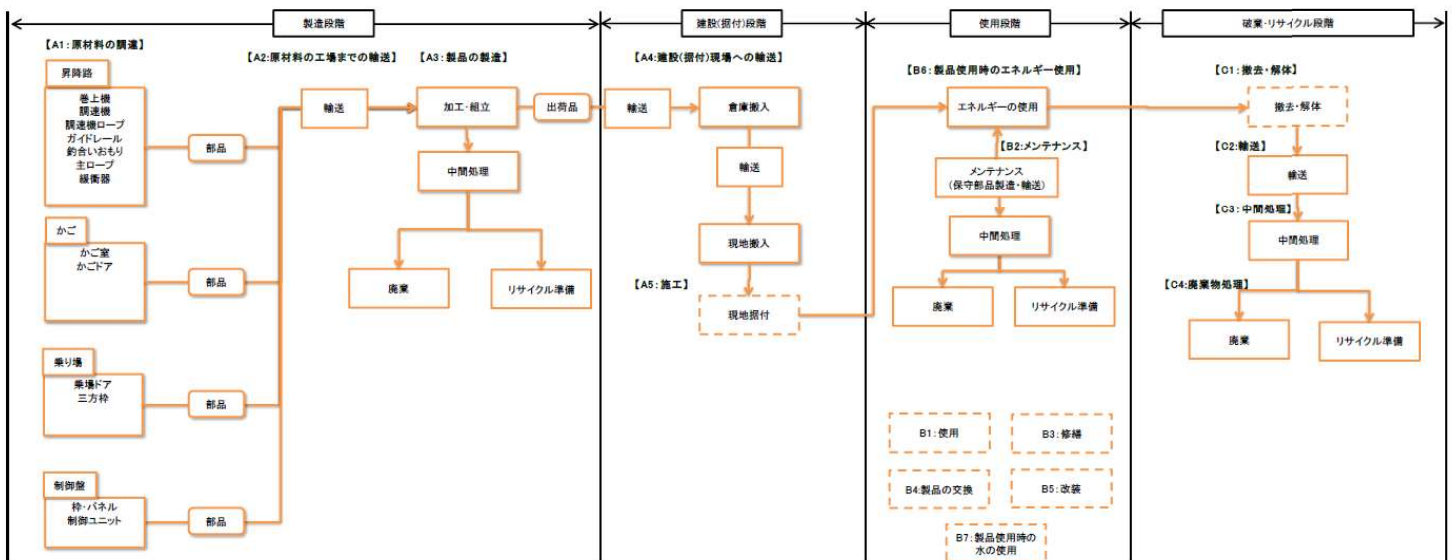 製造段階
建設(据付)段階
使用段階
破業・リサイクル段階
【A1:原材料の調達】
昇降路
巻上機
調速機
調速機ロープ
ガイドレール
釣合いおもり
主ロープ
緩衝器
部品
かご
かご室
かごドア
部品
乗り場
乗場ドア
三方枠
部品
制御盤
枠・パネル
制御ユニット
部品
【A2:原材料の工場までの輸送】
輸送
【A3:製品の製造】
加工・組立
出荷品
中間処理
廃棄
リサイクル準備
【A4:建設(据付)現場への輸送】
輸送
倉庫搬入
輸送
現地搬入
【A5:施工】
現地据付
【B6:製品使用時のエネルギー使用】
エネルギーの使用
【B2:メンテナンス】
メンテナンス
(保守部品製造・輸送)
中間処理
廃棄
リサイクル準備
B1:使用
B3:修繕
B4:製品の交換
B5:改装
B7:製品使用時の
水の使用
【C1:撤去・解体】
撤去・解体
【C2:輸送】
輸送
【C3:中間処理】
中間処理
【C4:廃棄物処理】
廃棄
リサイクル準備